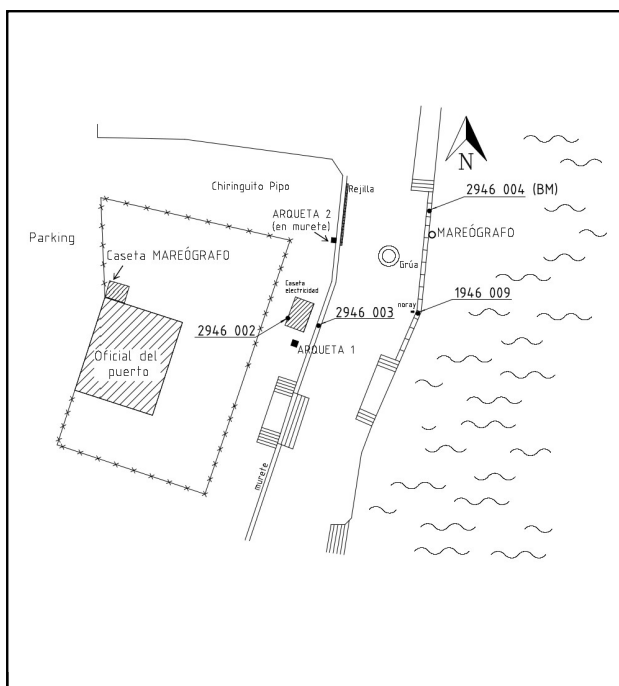 N
2946 004 (BM)
Chiringuito Pipo
Rejilla
ARQUETA 2
(en murete)
MAREÓGRAFO
Parking
Caseta MAREÓGRAFO
Grúa
Caseta
electricidad
noray
1946 009
2946 003
2946 002
ARQUETA 1
Oficial del
puerto
murete